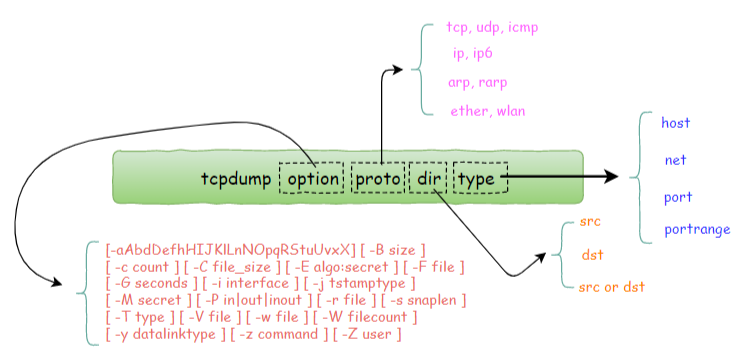 tcp, udp, icmp
ip, ip6
arp, rarp
ether, wlan
host
net
port
portrange
tcpdump option proto dir type
src
dst
src or dst
[-aAbdDefhHIJKlLnNOpqRStuUvxX] [ -B size ]
[ -c count ] [ -C file_size ] [ -E algo:secret ] [ -F file ]
[ -G seconds ] [ -i interface ] [ -j tstamptype ]
[ -M secret ] [ -P in|out|inout ] [ -r file ] [ -s snaplen ]
[ -T type ] [ -V file ] [ -w file ] [ -W filecount ]
[ -y datalinktype ] [ -z command ] [ -Z user ]